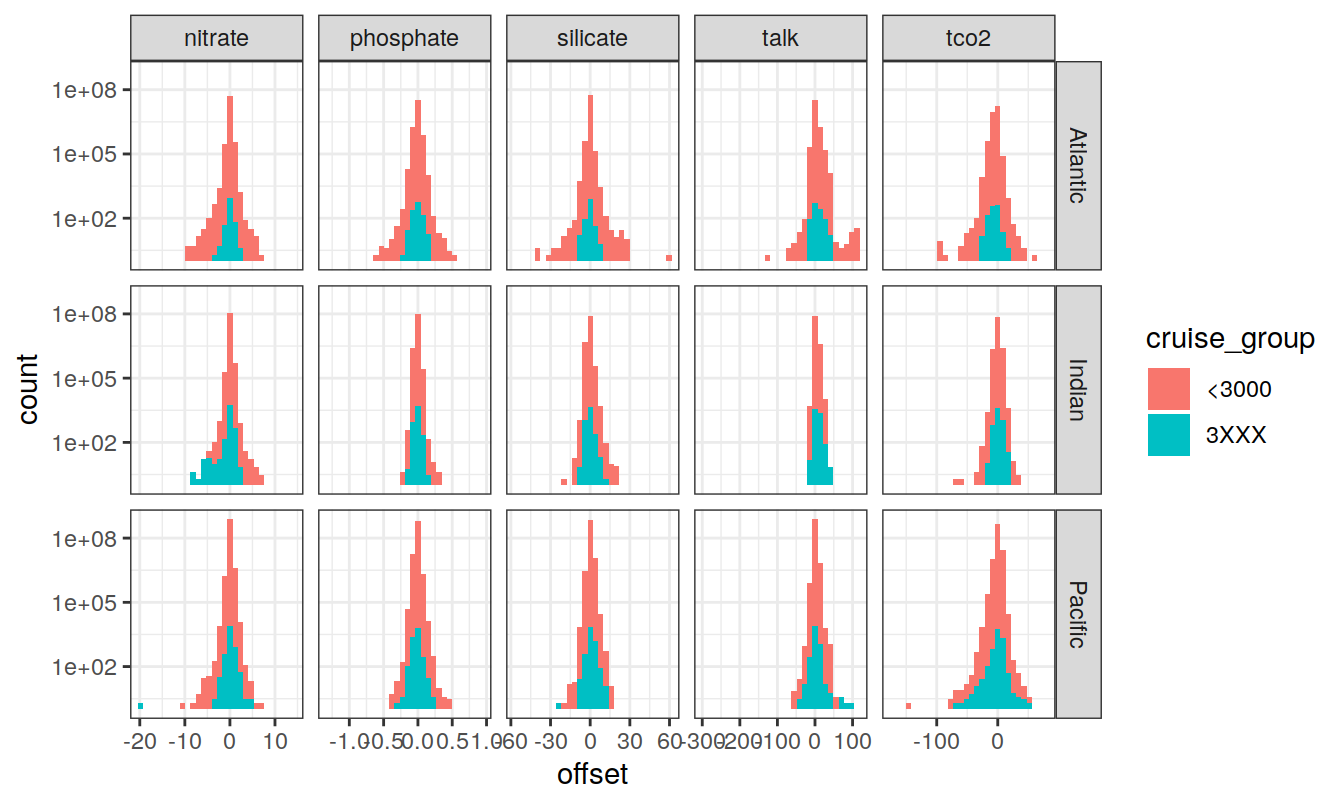 nitrate phosphate silicate talk tco2
1e+08
1e+05
1e+02
Atlantic
1e+08
1e+05
1e+02
Indian
1e+08
1e+05
1e+02
Pacific
count
-20 -10 0 10 -1.0 -0.5 0.0 0.5 1.0 -60 -30 0 30 60 -300 -200 -100 0 100 -100 0
offset
cruise_group
<3000
3XXX